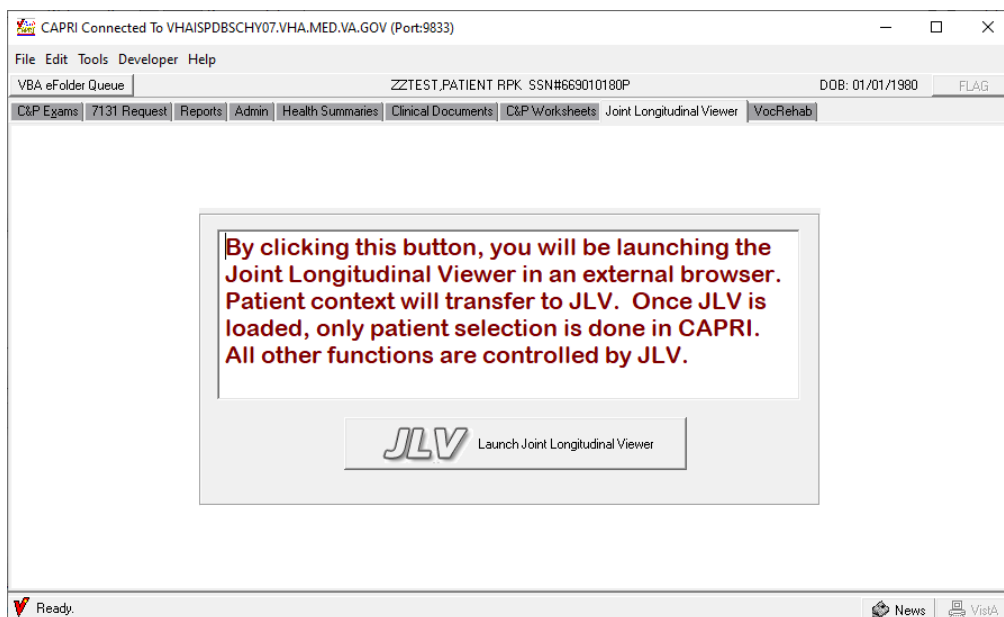 CAPRI Connected To VHAISPDBSCHY07.VHA.MED.VA.GOV (Port:9833)
File Edit Tools Developer Help
VBA eFolder Queue ZZTEST,PATIENT RPK SSN#669010180P DOB: 01/01/1980 FLAG
C&P Exams 7131 Request Reports Admin Health Summaries Clinical Documents C&P Worksheets Joint Longitudinal Viewer VocRehab
By clicking this button, you will be launching the
Joint Longitudinal Viewer in an external browser.
Patient context will transfer to JLV. Once JLV is
loaded, only patient selection is done in CAPRI.
All other functions are controlled by JLV.
JLV Launch Joint Longitudinal Viewer
Ready. News VistA